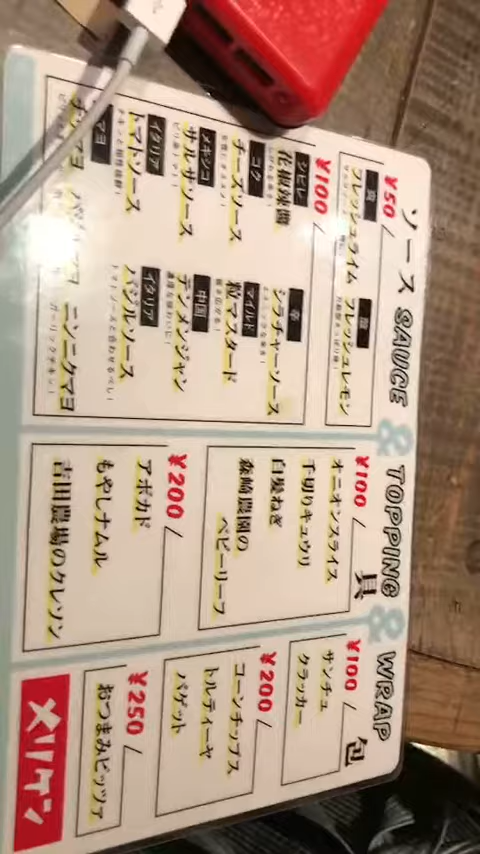 ソース SAUCE & TOPPING 具 & WRAP 包
¥50/
爽
フレッシュライム
酸
フレッシュレモン
¥100/
シビレ
花椒辣醤
辛
シラチャーソース
コク
チーズソース
マイルド
粒マスタード
メキシコ
サルサソース
中国
テンメンジャン
イタリア
トマトソース
イタリア
バジルソース
マヨ
ニンニクマヨ
¥100/
オニオンスライス
千切りキュウリ
白髪ねぎ
森崎農園の
ベビーリーフ
¥200/
アボカド
もやしナムル
吉田農場のクレソン
¥100/
サンチュ
クラッカー
¥200/
コーンチップス
トルティーヤ
バゲット
¥250/
おつまみピッツァ
メリケン